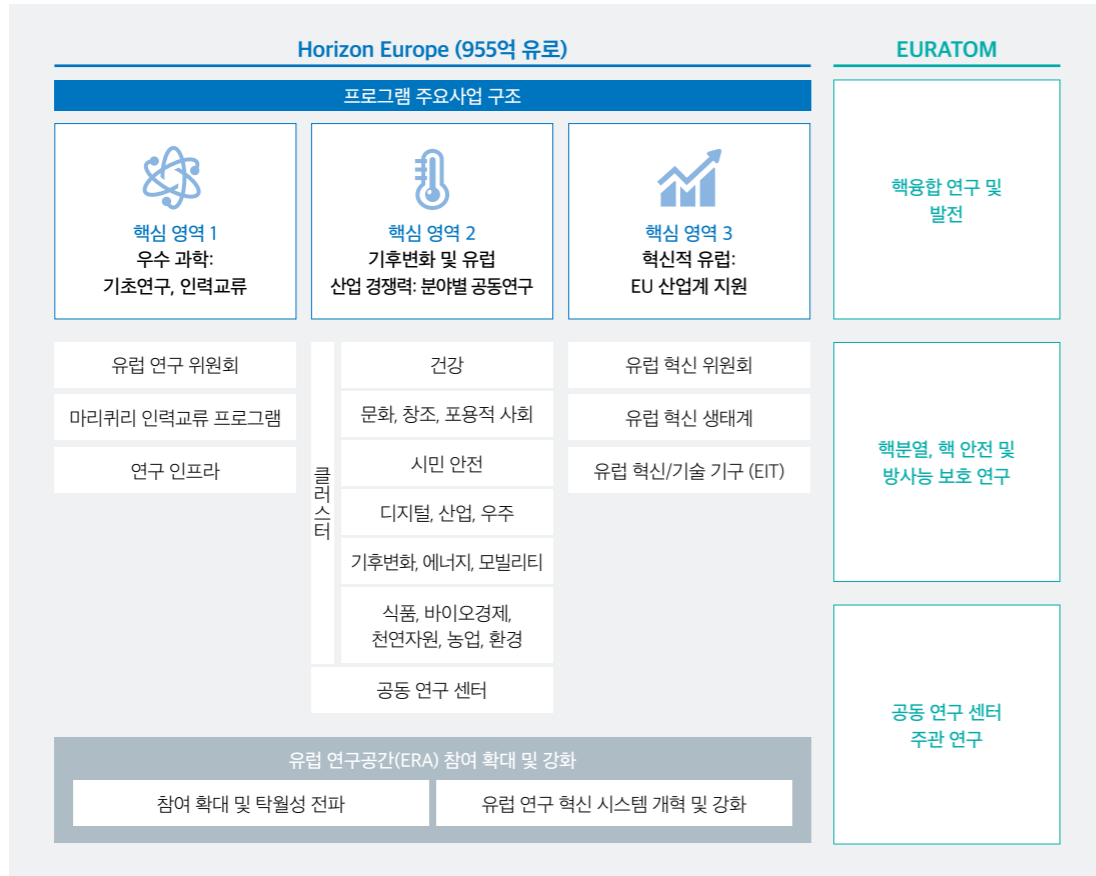 Horizon Europe (955억 유로)
프로그램 주요사업 구조
핵심 영역 1
우수 과학:
기초연구, 인력교류
핵심 영역 2
기후변화 및 유럽
산업 경쟁력: 분야별 공동연구
핵심 영역 3
혁신적 유럽:
EU 산업계 지원
유럽 연구 위원회
마리퀴리 인력교류 프로그램
연구 인프라
클러스터
건강
문화, 창조, 포용적 사회
시민 안전
디지털, 산업, 우주
기후변화, 에너지, 모빌리티
식품, 바이오경제,
천연자원, 농업, 환경
공동 연구 센터
유럽 혁신 위원회
유럽 혁신 생태계
유럽 혁신/기술 기구 (EIT)
유럽 연구공간(ERA) 참여 확대 및 강화
참여 확대 및 탁월성 전파
유럽 연구 혁신 시스템 개혁 및 강화
EURATOM
핵융합 연구 및
발전
핵분열, 핵 안전 및
방사능 보호 연구
공동 연구 센터
주관 연구